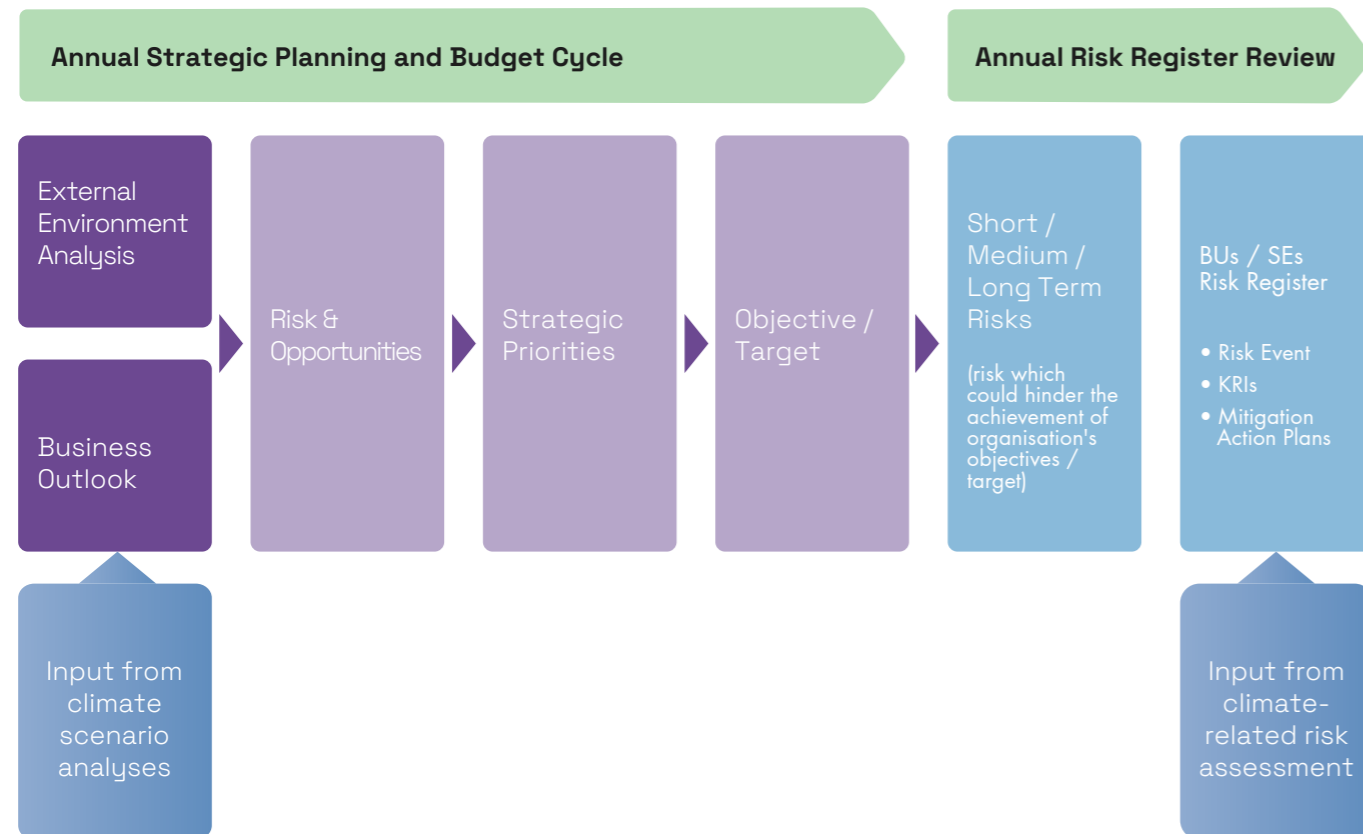 Annual Strategic Planning and Budget Cycle
Annual Risk Register Review
External
Environment
Analysis
Business
Outlook
Risk &
Opportunities
Strategic
Priorities
Objective /
Target
Short /
Medium /
Long Term
Risks
(risk which
could hinder the
achievement of
organisation's
objectives /
target)
BUs / SEs
Risk Register
• Risk Event
• KRIs
• Mitigation
Action Plans
Input from
climate
scenario
analyses
Input from
climate-
related risk
assessment